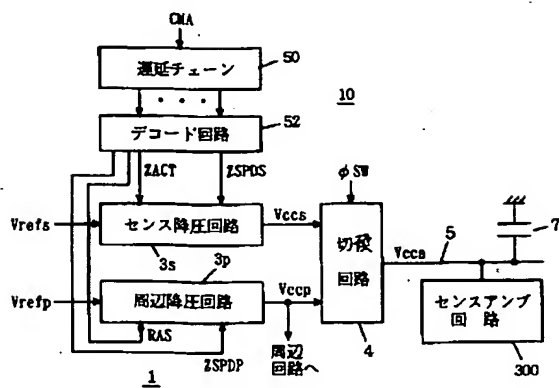 CMA
遅延チェーン
50
10
デコード回路
52
ZACT
ZSPDS
φSW
Vrefs
センス降圧回路
Vccs
3s
切換
回路
Vcca
5
7
3p
Vrefp
周辺降圧回路
Vccp
4
センスアンプ
回路
300
RAS
ZSPDP
周辺
回路へ
1